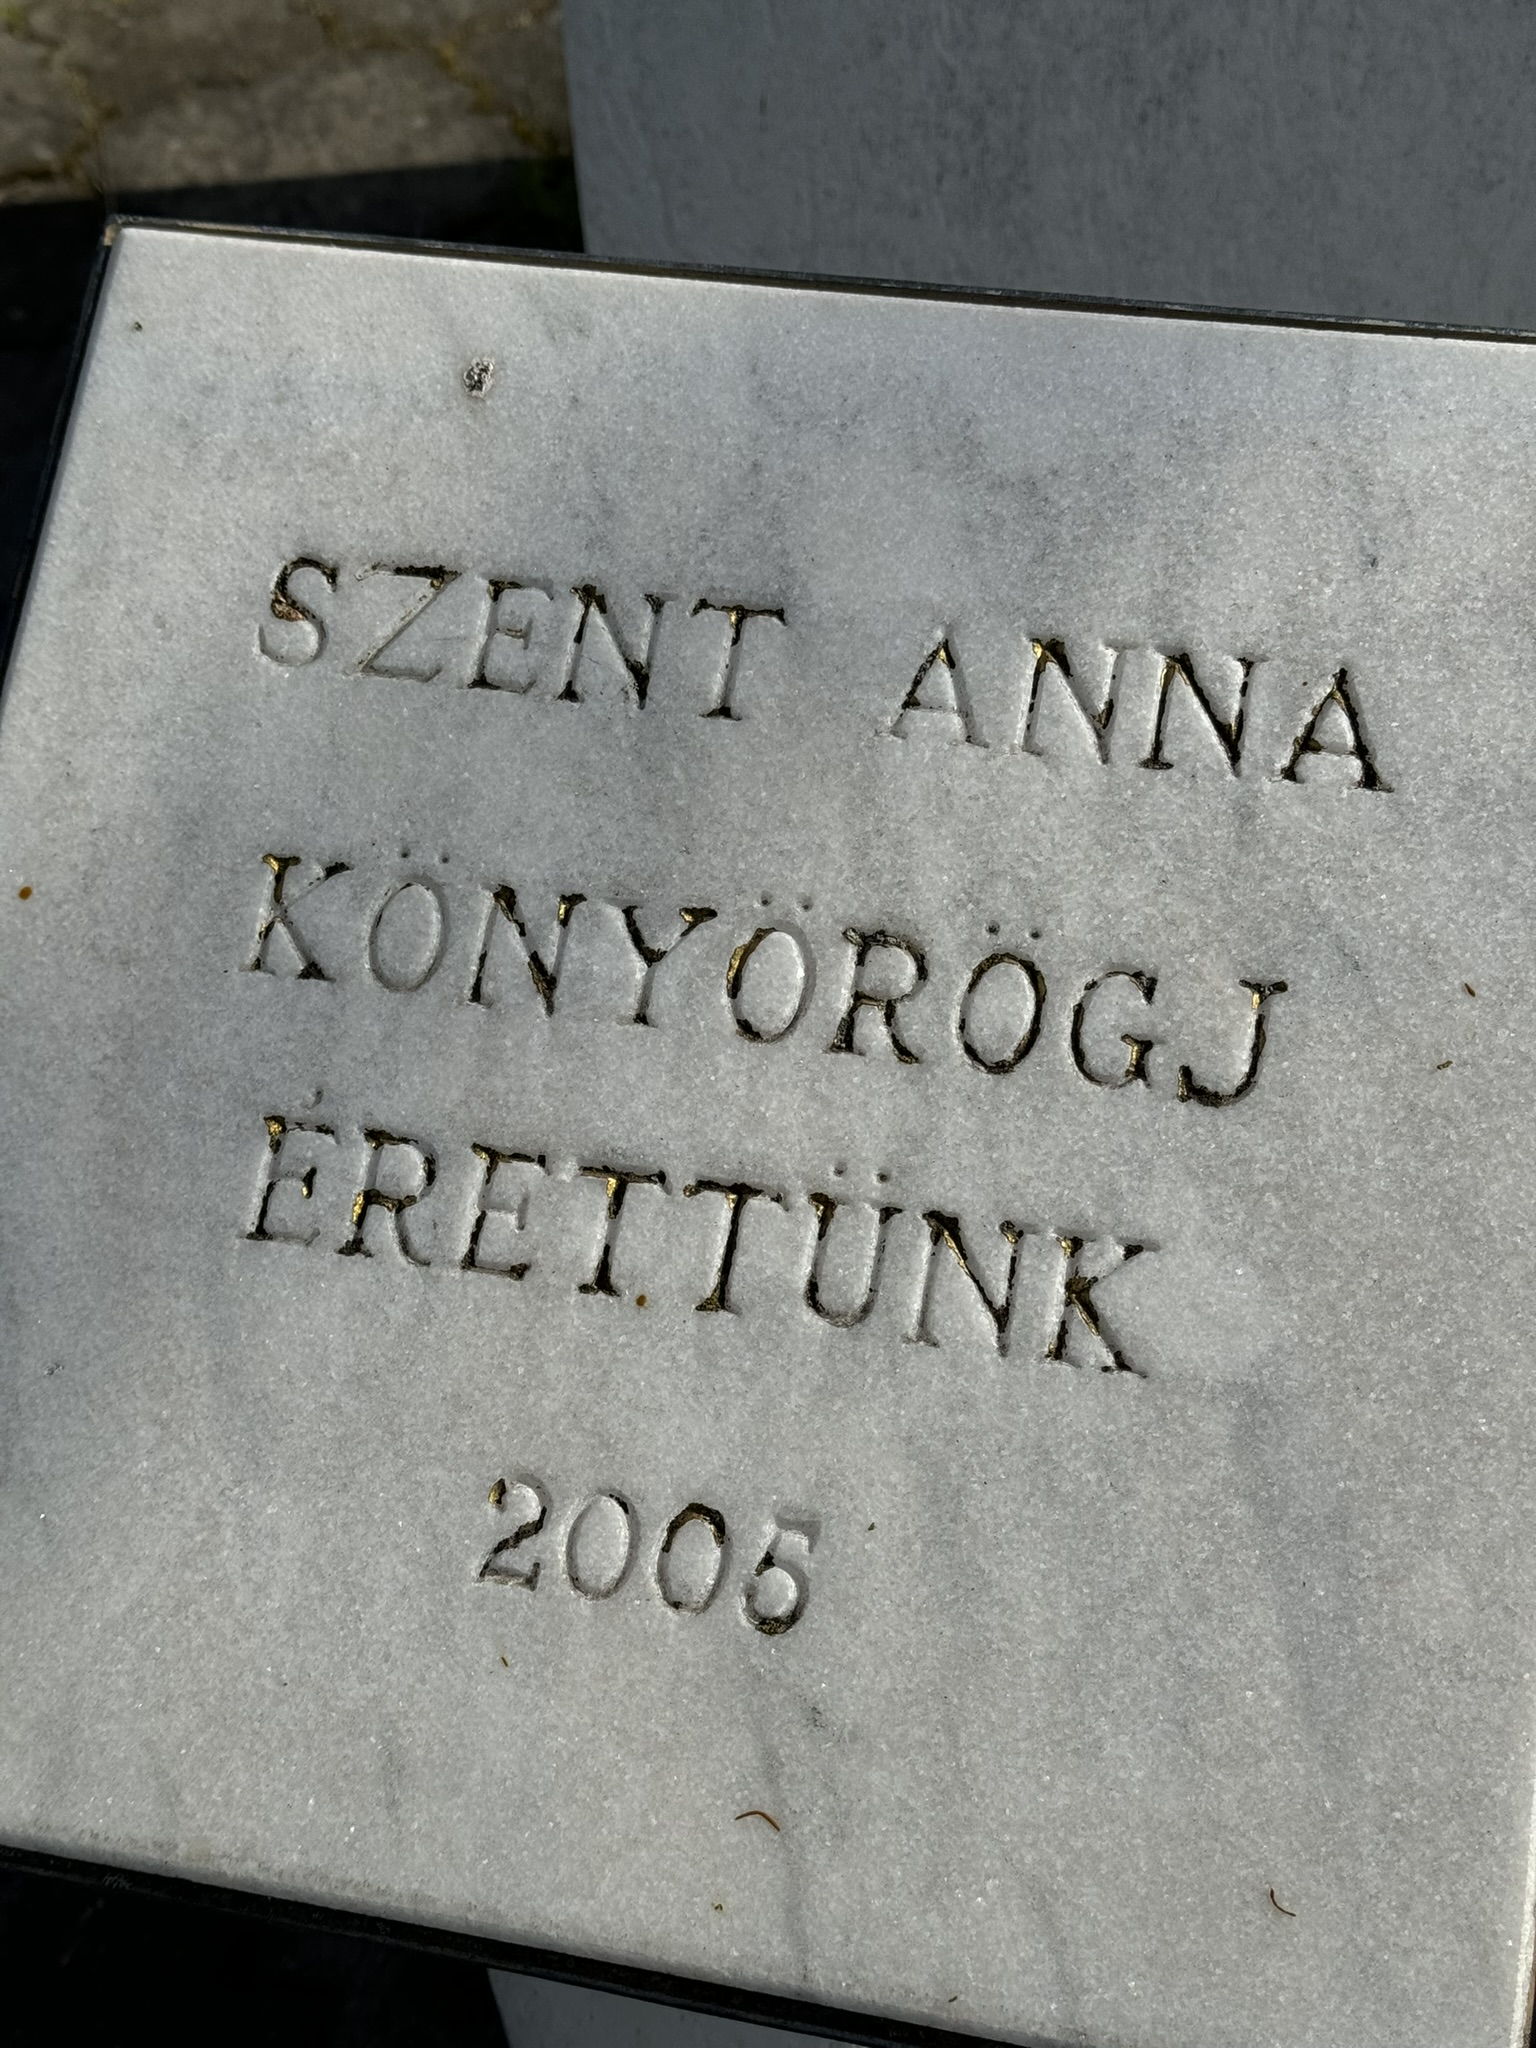 SZENT ANNA
KÖNYÖRÖGJ
ÉRETTÜNK
2005